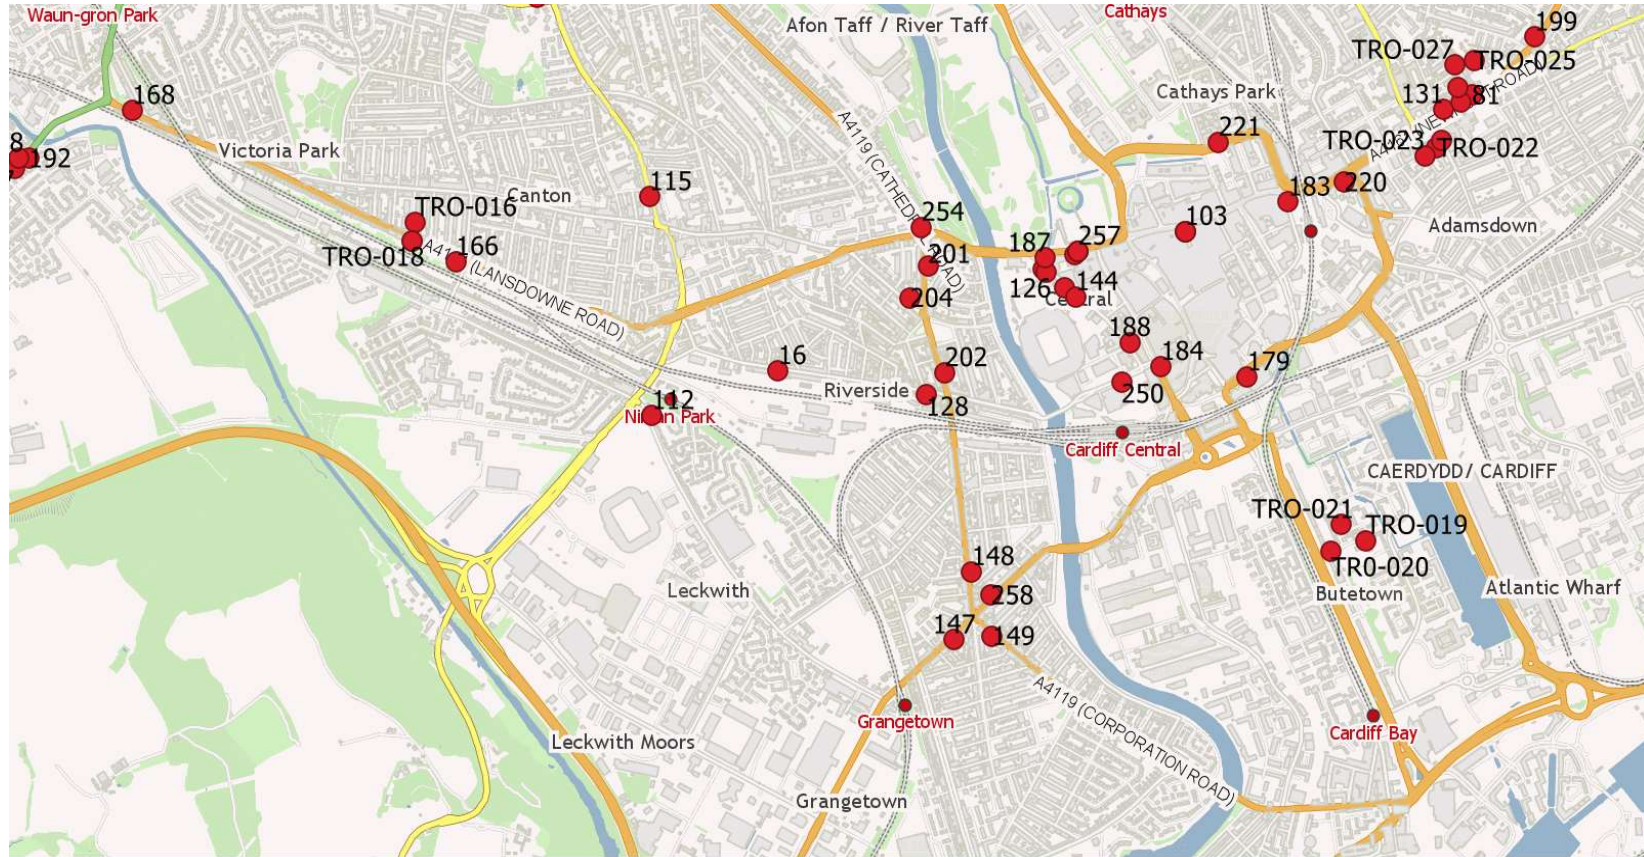 Waun-gron Park
Afon Taff / River Taff
Cathays
199
TRO-027
TRO-025
168
Cathays Park
131
81
221
TRO-023
TRO-022
8
192
Victoria Park
A4119 (CATHEDRAL ROAD)
115
Canton
TRO-016
183
220
103
254
187
257
Adamsdown
TRO-018
166
201
126
144
Central
A4161 (LANSDOWNE ROAD)
204
188
16
202
184
179
Riverside
250
128
112
Ninian Park
Cardiff Central
CAERDYDD/ CARDIFF
TRO-021
TRO-019
148
TR0-020
Leckwith
258
Butetown
Atlantic Wharf
147
149
A4119 (CORPORATION ROAD)
Grangetown
Cardiff Bay
Leckwith Moors
Grangetown